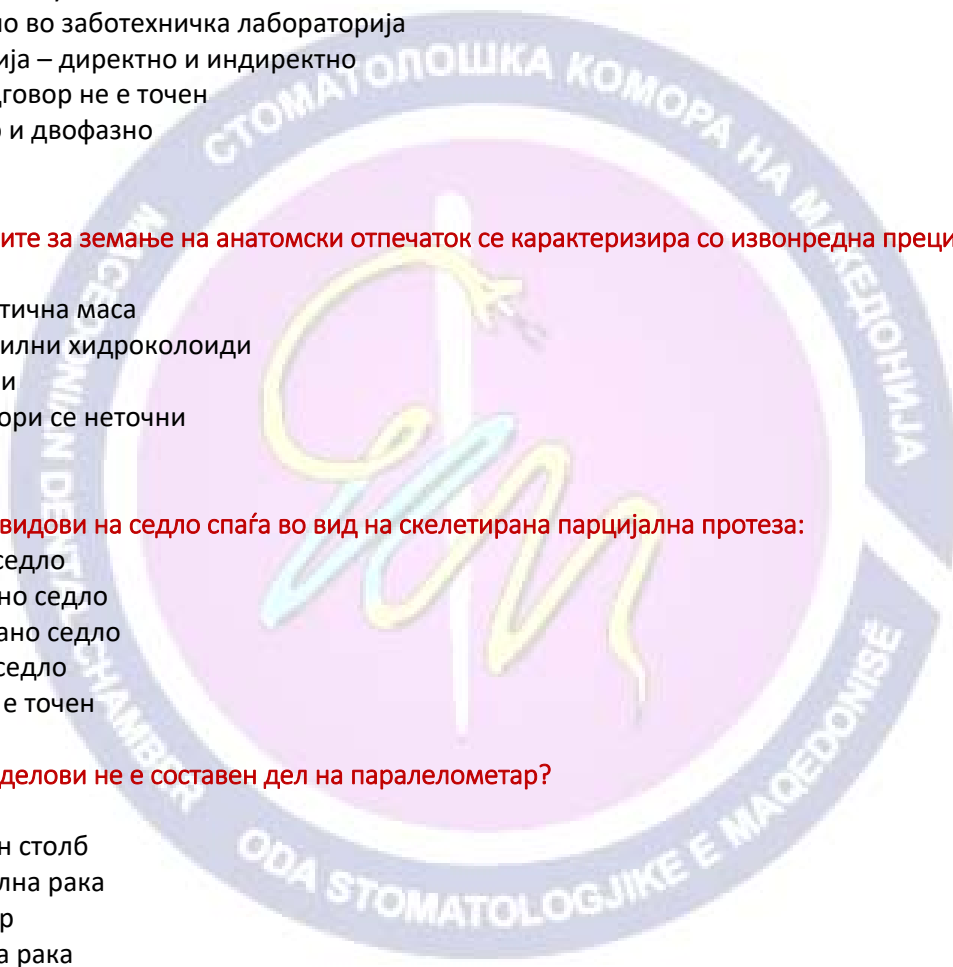 о во заботехничка лабораторија
ија – директно и индиректно
говор не е точен
и двофазно
ите за земање на анатомски отпечаток се карактеризира со извонредна преци
тична маса
илни хидроколоиди
и
ори се неточни
видови на седло спаѓа во вид на скелетирана парцијална протеза:
седло
но седло
ано седло
седло
е точен
делови не е составен дел на паралелометар?
н столб
лна рака
р
а рака
СТОМАТОЛОШКА КОМОРА НА МАКЕДОНИЈА
MACEDONIAN DENTAL CHAMBER
ODA STOMATOLOGJIKE E MAQEDONISË